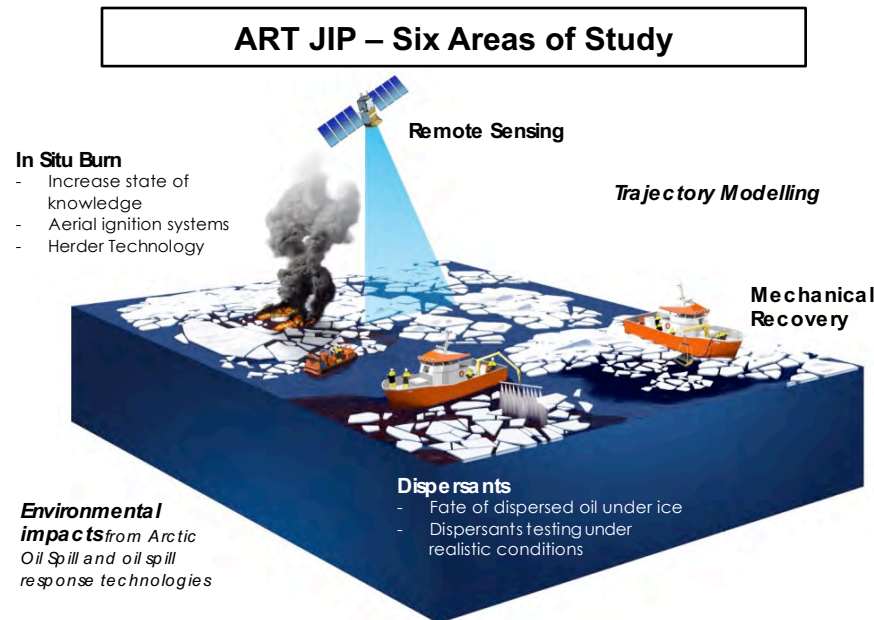 ART JIP – Six Areas of Study
Remote Sensing
In Situ Burn
- Increase state of
knowledge
- Aerial ignition systems
- Herder Technology
Trajectory Modelling
Mechanical
Recovery
Dispersants
- Fate of dispersed oil under ice
- Dispersants testing under
realistic conditions
Environmental
impacts from Arctic
Oil Spill and oil spill
response technologies